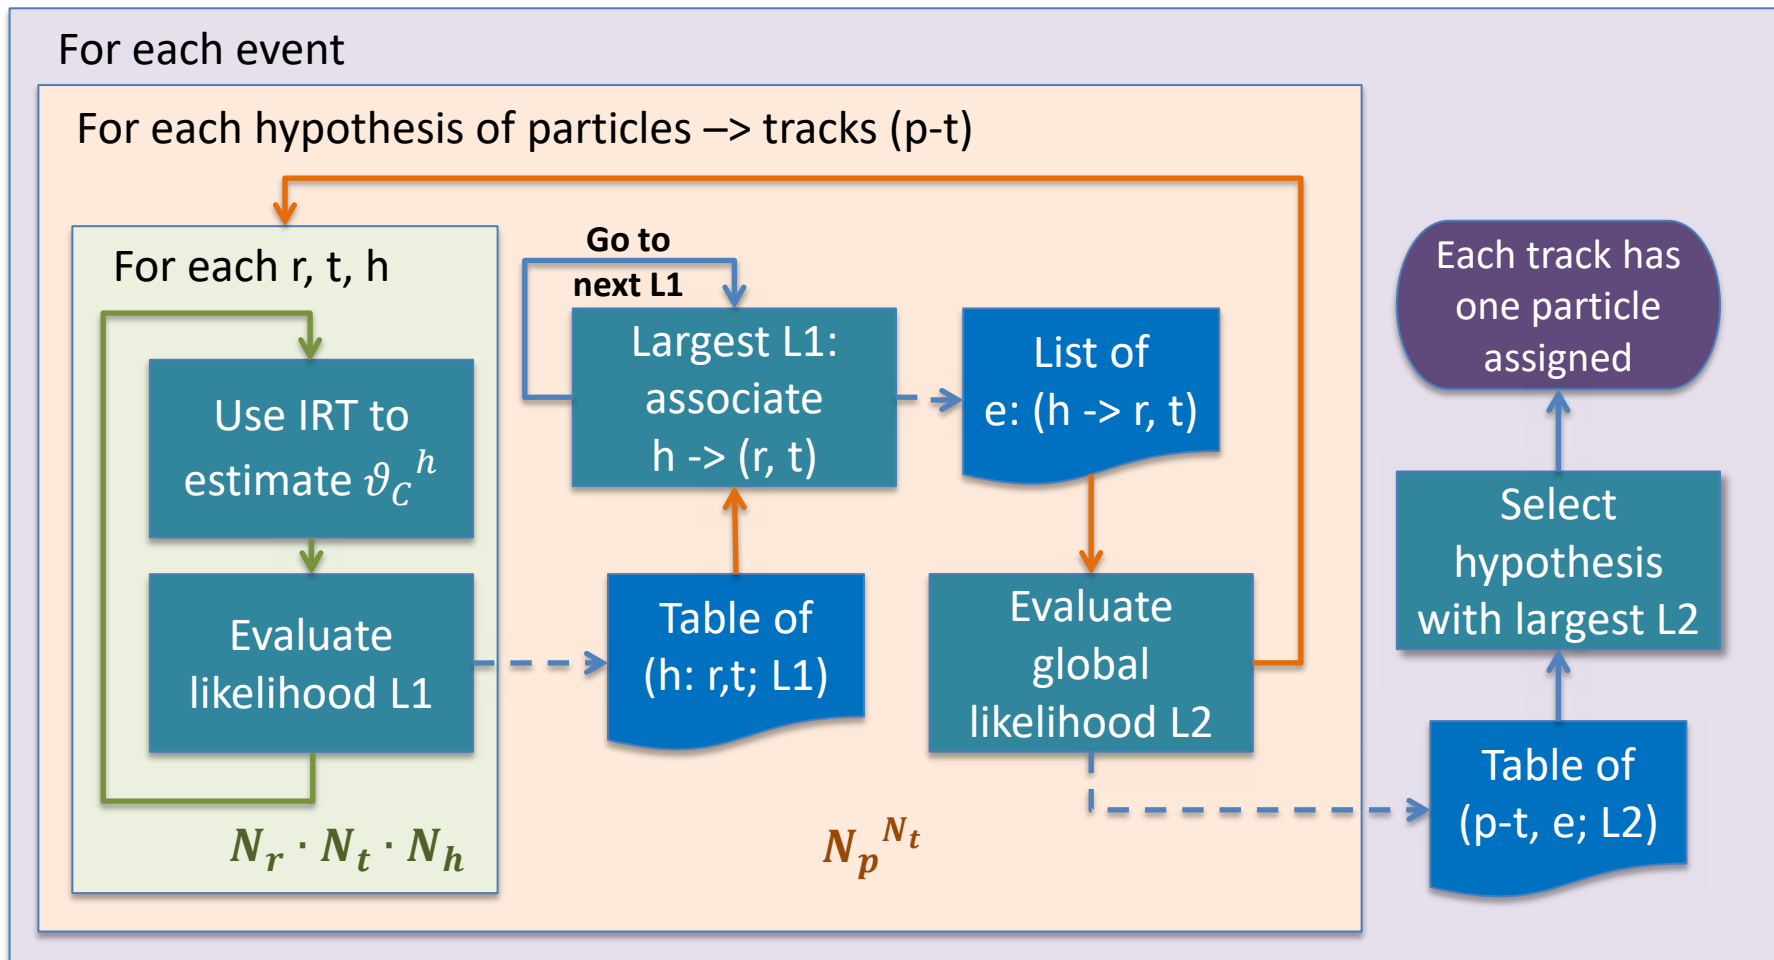 For each event
For each hypothesis of particles –> tracks (p-t)
For each r, t, h
Use IRT to
estimate ϑ_C^h
Evaluate
likelihood L1
N_r · N_t · N_h
Go to
next L1
Largest L1:
associate
h -> (r, t)
Table of
(h: r,t; L1)
List of
e: (h -> r, t)
Evaluate
global
likelihood L2
N_p^{N_t}
Each track has
one particle
assigned
Select
hypothesis
with largest L2
Table of
(p-t, e; L2)